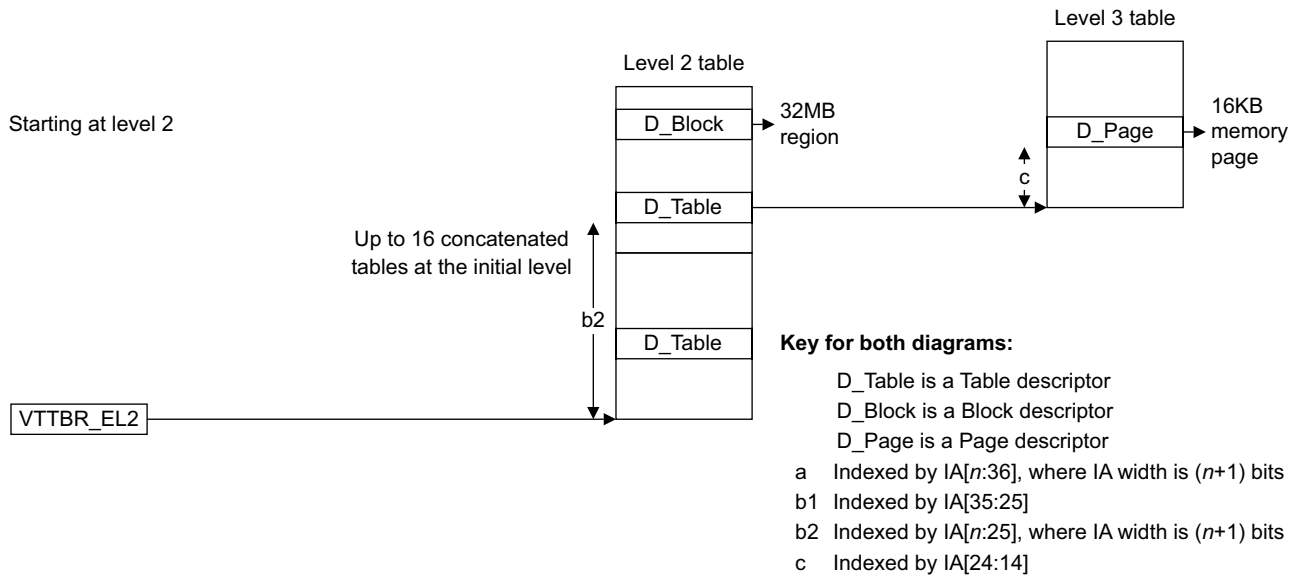 Level 3 table
Level 2 table
Starting at level 2
D_Block
32MB
region
D_Page
16KB
memory
page
c
D_Table
Up to 16 concatenated
tables at the initial level
b2
D_Table
VTTBR_EL2
Key for both diagrams:
D_Table is a Table descriptor
D_Block is a Block descriptor
D_Page is a Page descriptor
a Indexed by IA[n:36], where IA width is (n+1) bits
b1 Indexed by IA[35:25]
b2 Indexed by IA[n:25], where IA width is (n+1) bits
c Indexed by IA[24:14]